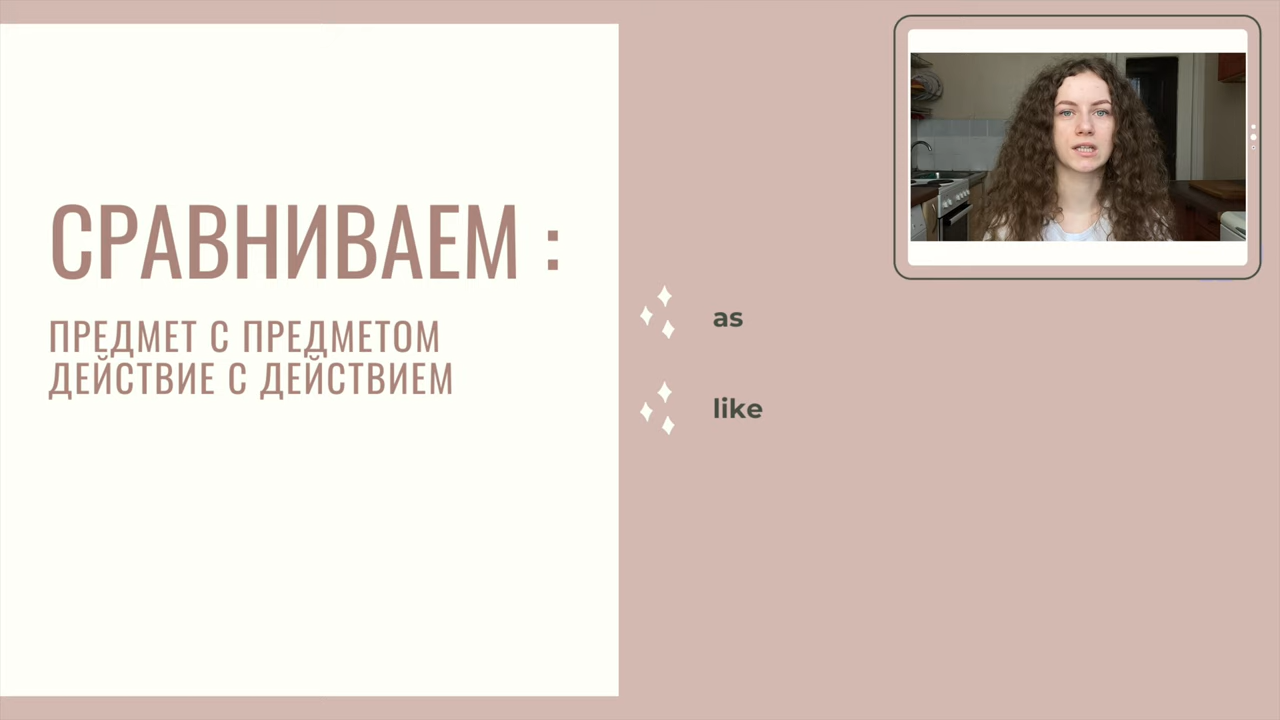 СРАВНИВАЕМ :
ПРЕДМЕТ С ПРЕДМЕТОМ
ДЕЙСТВИЕ С ДЕЙСТВИЕМ
as
like